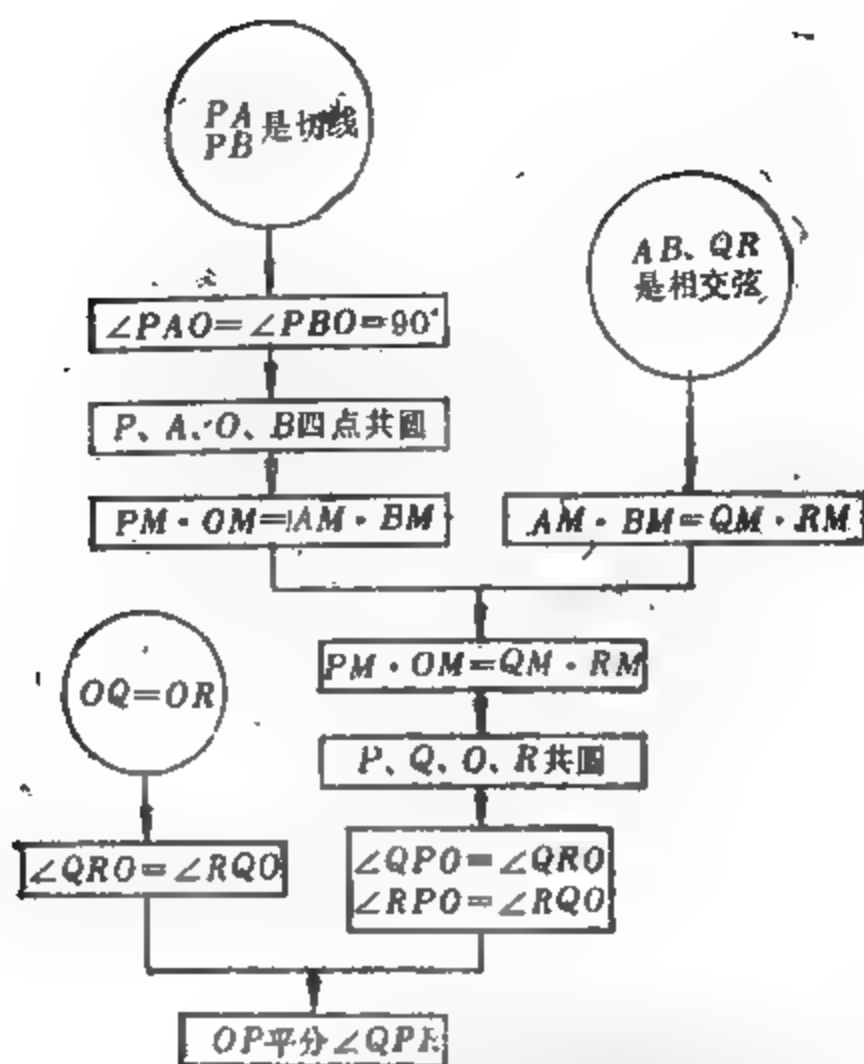 PA
PB 是切线
AB、QR
是相交弦
∠PAO=∠PBO=90°
P、A、O、B四点共圆
PM·OM=AM·BM
AM·BM=QM·RM
PM·OM=QM·RM
OQ=OR
P、Q、O、R共圆
∠QRO=∠RQO
∠QPO=∠QRO
∠RPO=∠RQO
OP平分∠QPR